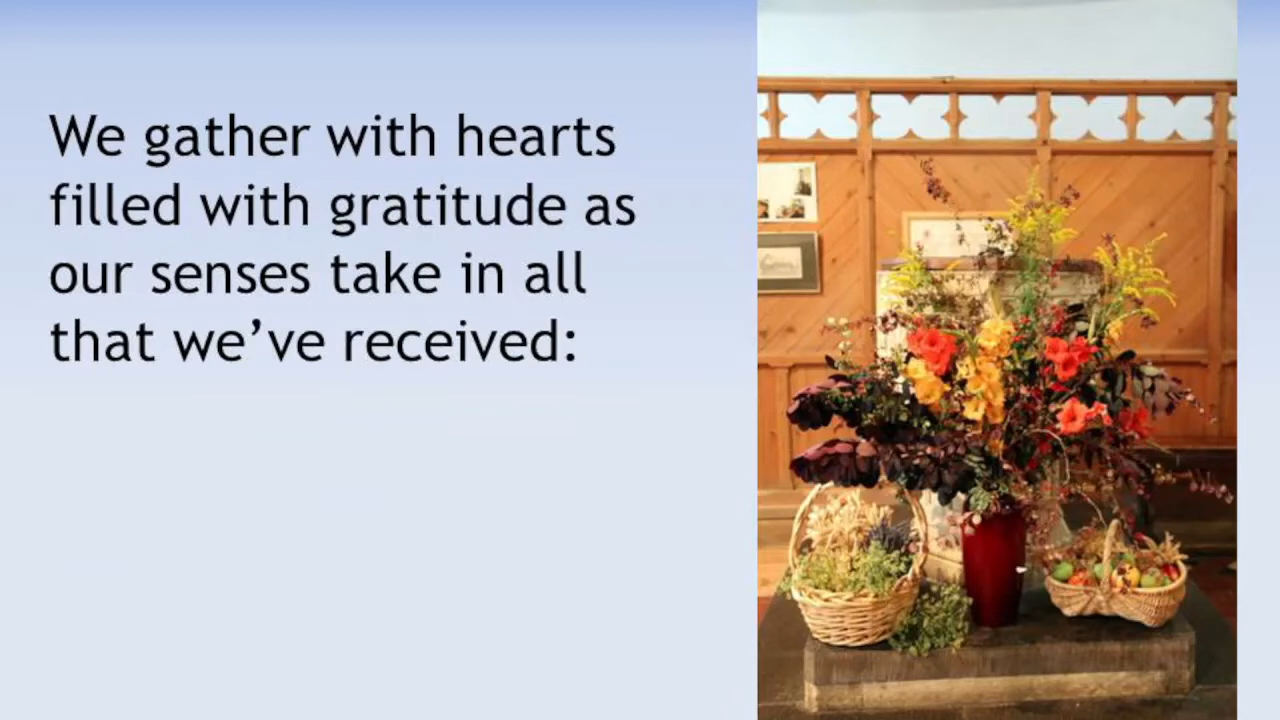 We gather with hearts
filled with gratitude as
our senses take in all
that we’ve received: